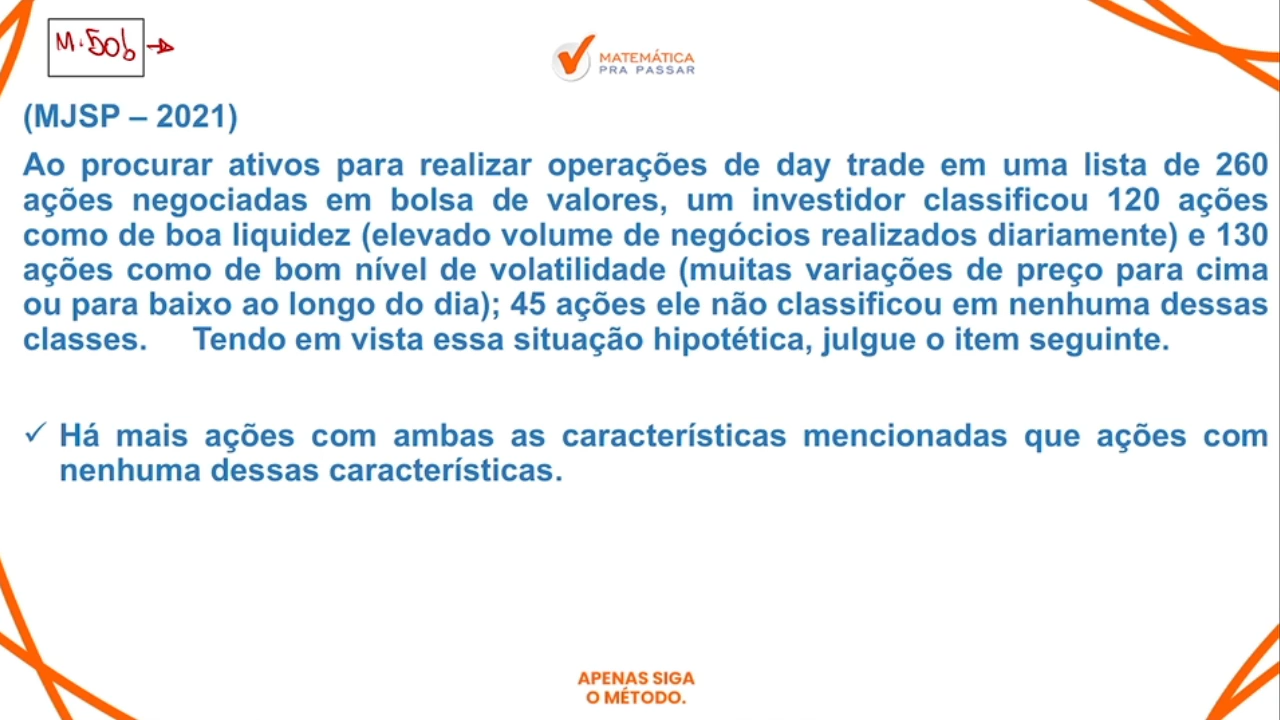 M.50b
MATEMÁTICA
PRA PASSAR
(MJSP – 2021)
Ao procurar ativos para realizar operações de day trade em uma lista de 260
ações negociadas em bolsa de valores, um investidor classificou 120 ações
como de boa liquidez (elevado volume de negócios realizados diariamente) e 130
ações como de bom nível de volatilidade (muitas variações de preço para cima
ou para baixo ao longo do dia); 45 ações ele não classificou em nenhuma dessas
classes. Tendo em vista essa situação hipotética, julgue o item seguinte.
✓ Há mais ações com ambas as características mencionadas que ações com
nenhuma dessas características.
APENAS SIGA
O MÉTODO.